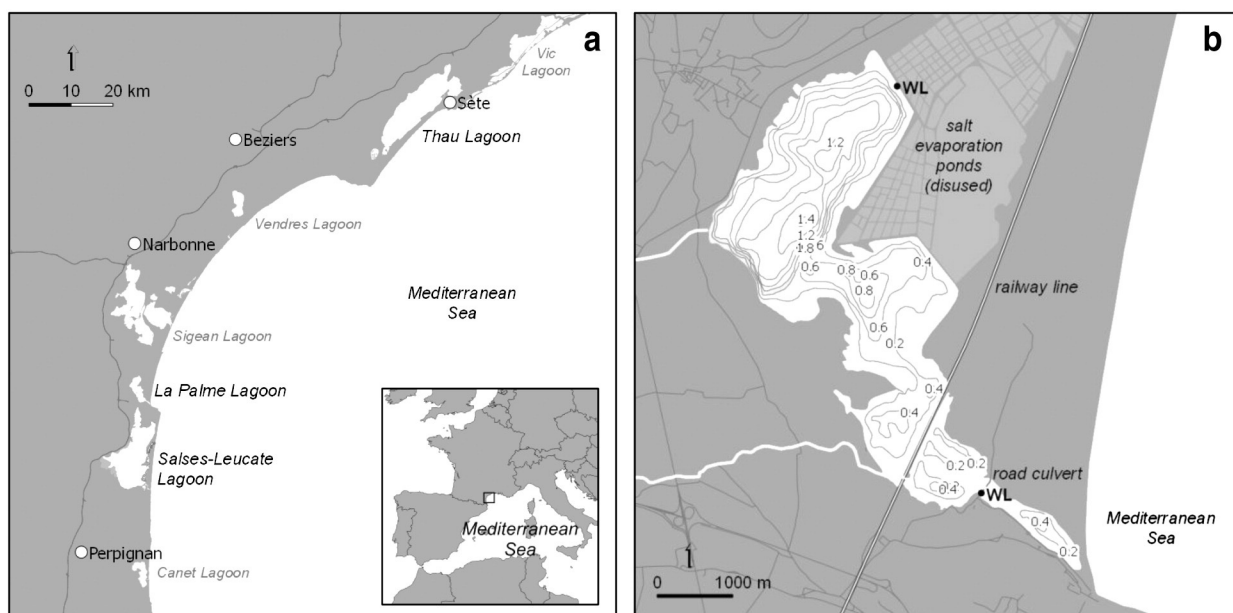 a
0 10 20 km
Vic
Lagoon
Sète
Thau Lagoon
Beziers
Vendres Lagoon
Narbonne
Mediterranean
Sea
Sigean Lagoon
La Palme Lagoon
Salses-Leucate
Lagoon
Perpignan
Canet Lagoon
Mediterranean
Sea
b
WL
salt
evaporation
ponds
(disused)
1.2
1.4
1.2
1.8
0.6
0.8
0.6
0.8
0.4
0.6
0.2
railway line
0.4
0.4
0.2
0.2
0.4
road culvert
WL
0.4
0.2
Mediterranean
Sea
0 1000 m